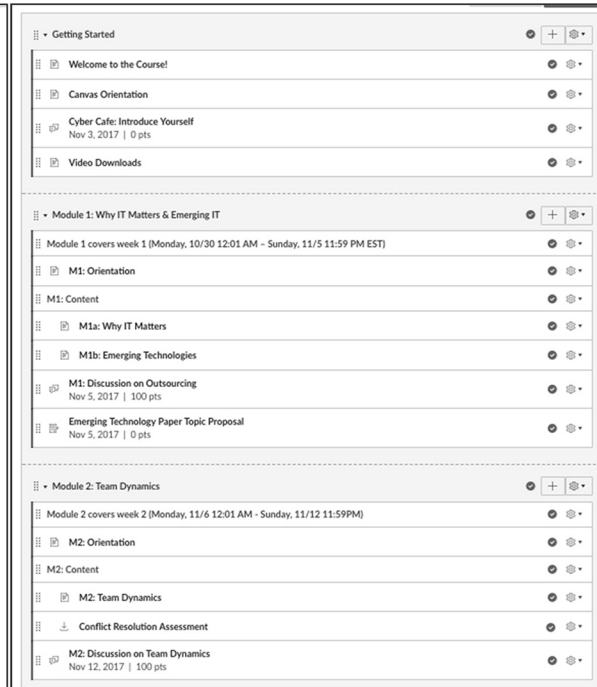 Getting Started
Welcome to the Course!
Canvas Orientation
Cyber Cafe: Introduce Yourself
Nov 3, 2017 | 0 pts
Video Downloads
Module 1: Why IT Matters & Emerging IT
Module 1 covers week 1 (Monday, 10/30 12:01 AM – Sunday, 11/5 11:59 PM EST)
M1: Orientation
M1: Content
M1a: Why IT Matters
M1b: Emerging Technologies
M1: Discussion on Outsourcing
Nov 5, 2017 | 100 pts
Emerging Technology Paper Topic Proposal
Nov 5, 2017 | 0 pts
Module 2: Team Dynamics
Module 2 covers week 2 (Monday, 11/6 12:01 AM - Sunday, 11/12 11:59PM)
M2: Orientation
M2: Content
M2: Team Dynamics
Conflict Resolution Assessment
M2: Discussion on Team Dynamics
Nov 12, 2017 | 100 pts